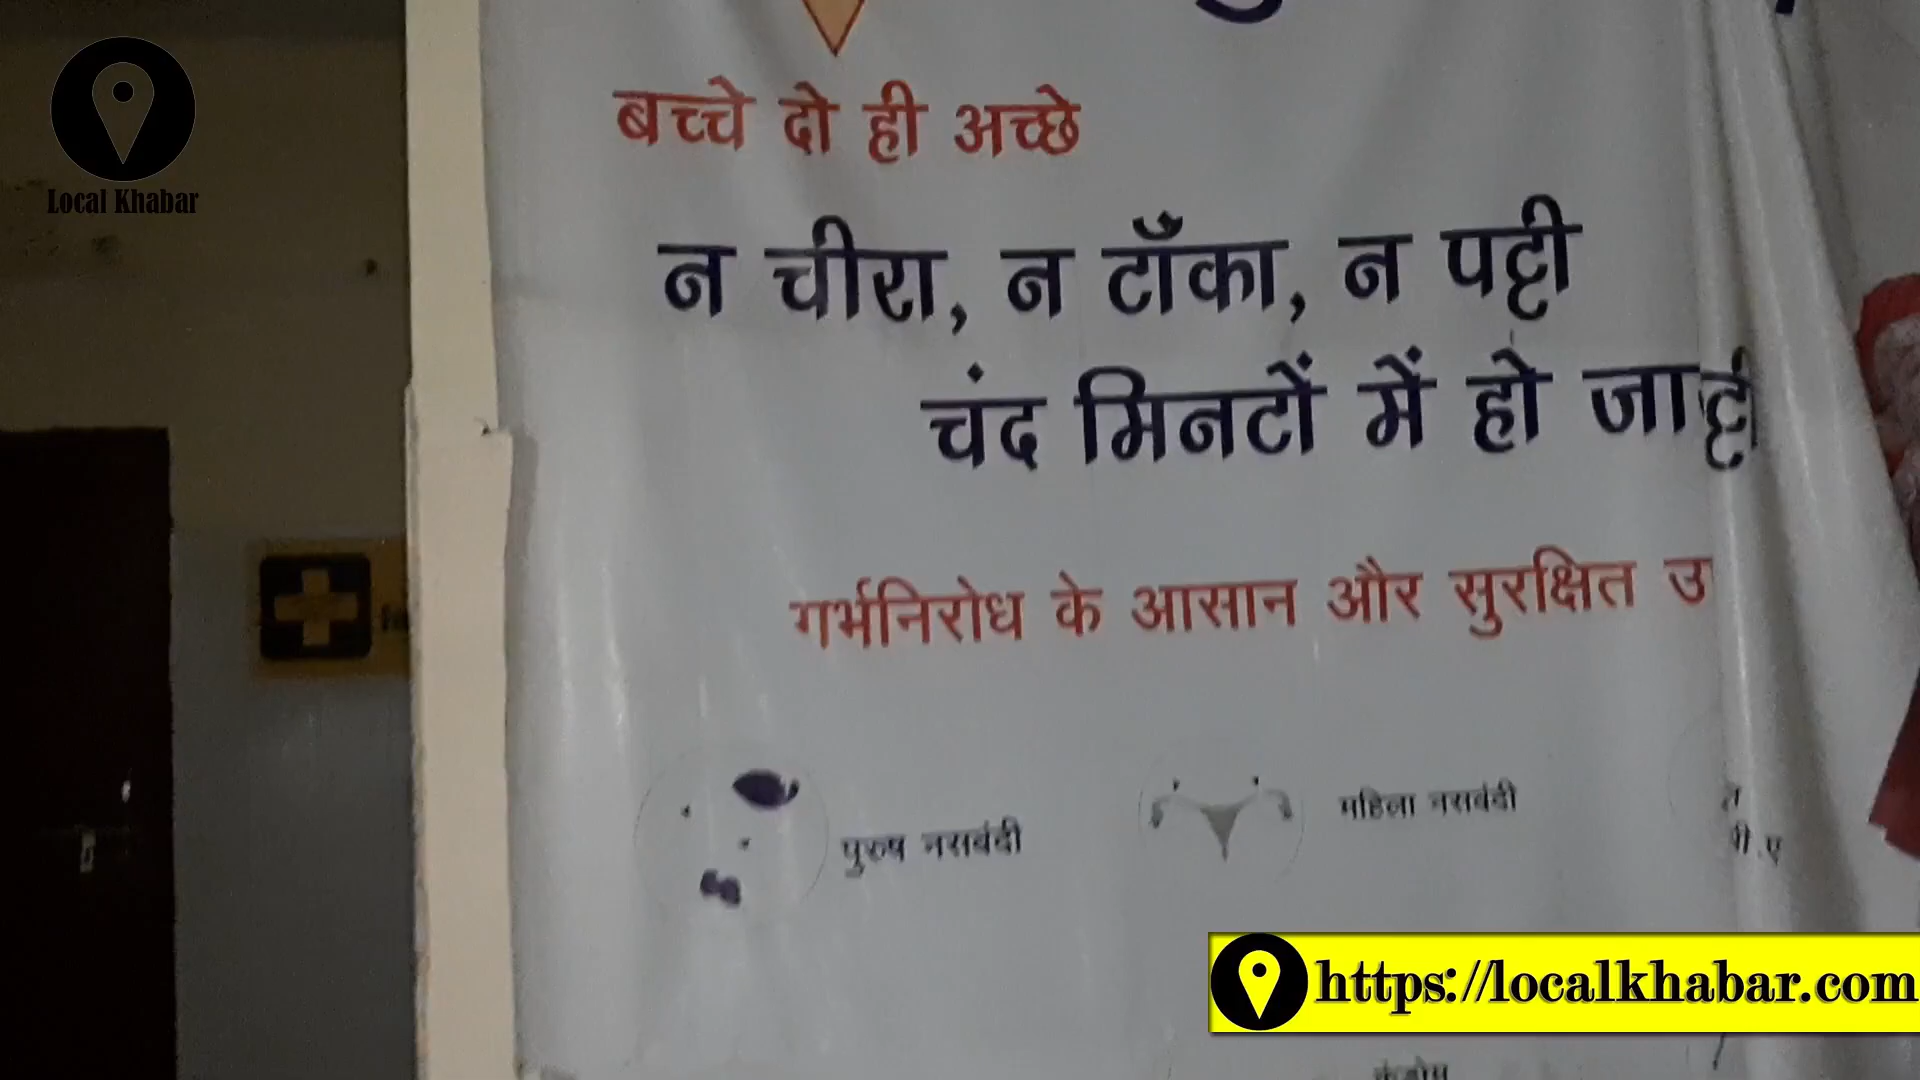 Local Khabar
बच्चे दो ही अच्छे
न चीरा, न टाँका, न पट्टी
चंद मिनटों में हो जा
गर्भनिरोध के आसान और सुरक्षित उ
पुरुष नसबंदी
महिला नसबंदी
https://localkhabar.com